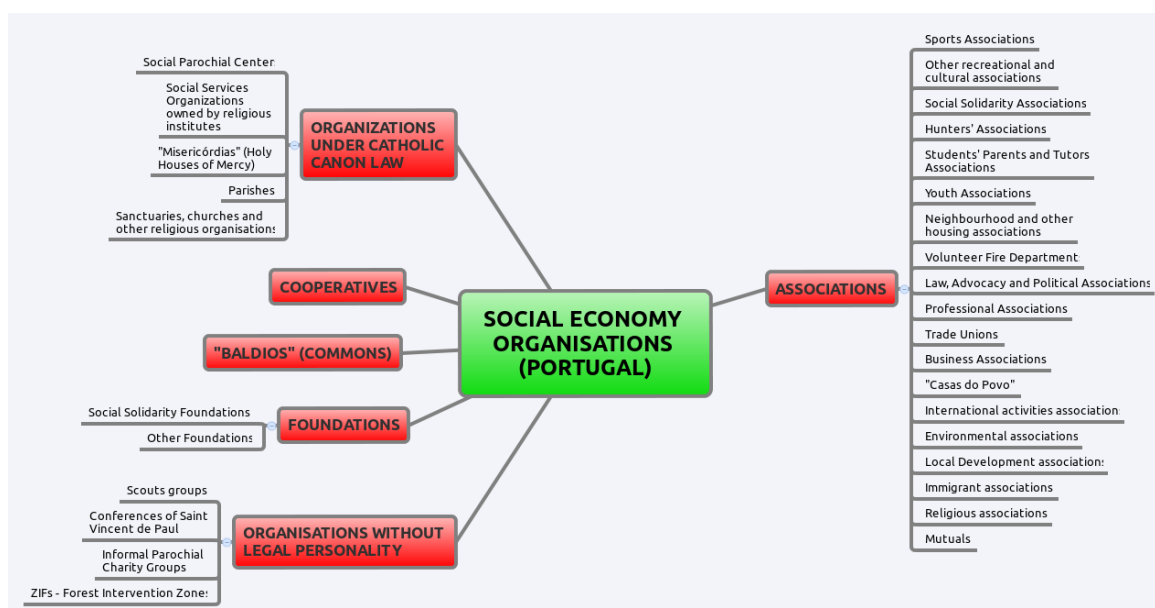 Social Parochial Center
Social Services
Organizations
owned by religious
institutes
"Misericórdias" (Holy
Houses of Mercy)
Parishes
Sanctuaries, churches and
other religious organisations
ORGANIZATIONS
UNDER CATHOLIC
CANON LAW
COOPERATIVES
"BALDIOS" (COMMONS)
Social Solidarity Foundations
Other Foundations
FOUNDATIONS
Scouts groups
Conferences of Saint
Vincent de Paul
Informal Parochial
Charity Groups
ZIFs - Forest Intervention Zones
ORGANISATIONS WITHOUT
LEGAL PERSONALITY
SOCIAL ECONOMY
ORGANISATIONS
(PORTUGAL)
ASSOCIATIONS
Sports Associations
Other recreational and
cultural associations
Social Solidarity Associations
Hunters' Associations
Students' Parents and Tutors
Associations
Youth Associations
Neighbourhood and other
housing associations
Volunteer Fire Departments
Law, Advocacy and Political Associations
Professional Associations
Trade Unions
Business Associations
"Casas do Povo"
International activities associations
Environmental associations
Local Development associations
Immigrant associations
Religious associations
Mutuals